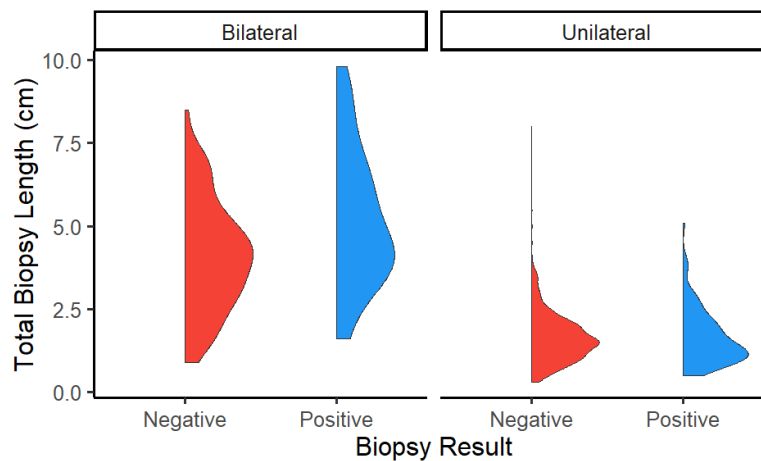 Bilateral
Unilateral
Total Biopsy Length (cm)
10.0
7.5
5.0
2.5
0.0
Negative
Positive
Negative
Positive
Biopsy Result